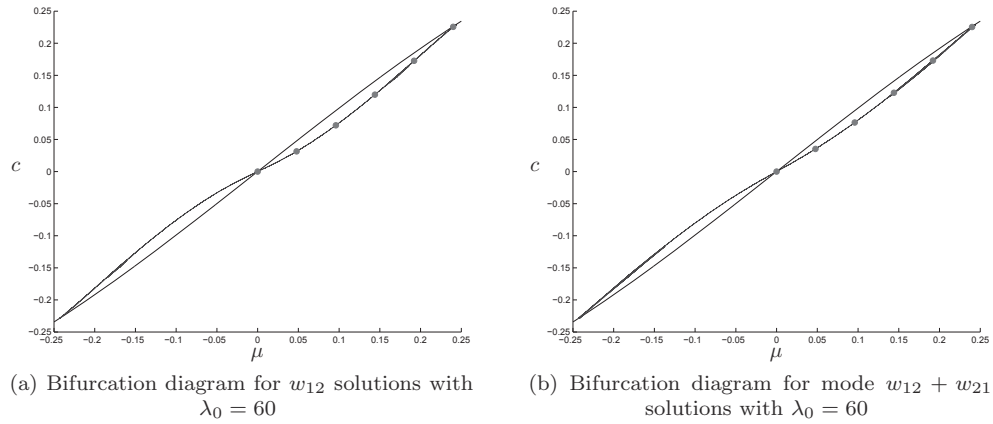 0.25
0.2
0.15
0.1
0.05
c
0
−0.05
−0.1
−0.15
−0.2
−0.25
−0.25 −0.2 −0.15 −0.1 −0.05 0 0.05 0.1 0.15 0.2 0.25
μ
(a) Bifurcation diagram for w₁₂ solutions with
λ₀ = 60
0.25
0.2
0.15
0.1
0.05
c
0
−0.05
−0.1
−0.15
−0.2
−0.25
−0.25 −0.2 −0.15 −0.1 −0.05 0 0.05 0.1 0.15 0.2 0.25
μ
(b) Bifurcation diagram for mode w₁₂ + w₂₁
solutions with λ₀ = 60